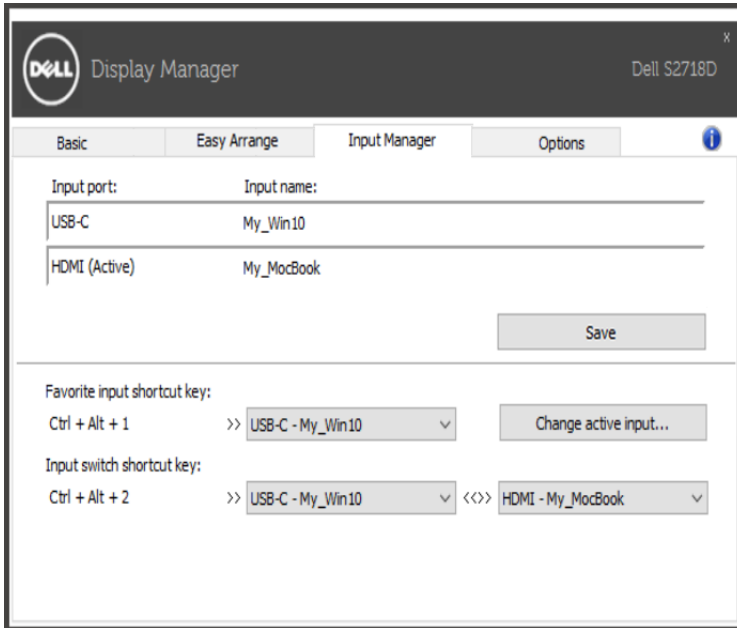 x
DELL Display Manager Dell S2718D
Basic Easy Arrange Input Manager Options i
Input port: Input name:
USB-C My_Win10
HDMI (Active) My_MocBook
Save
Favorite input shortcut key:
Ctrl + Alt + 1 >> USB-C - My_Win10 Change active input...
Input switch shortcut key:
Ctrl + Alt + 2 >> USB-C - My_Win10 <<>> HDMI - My_MocBook